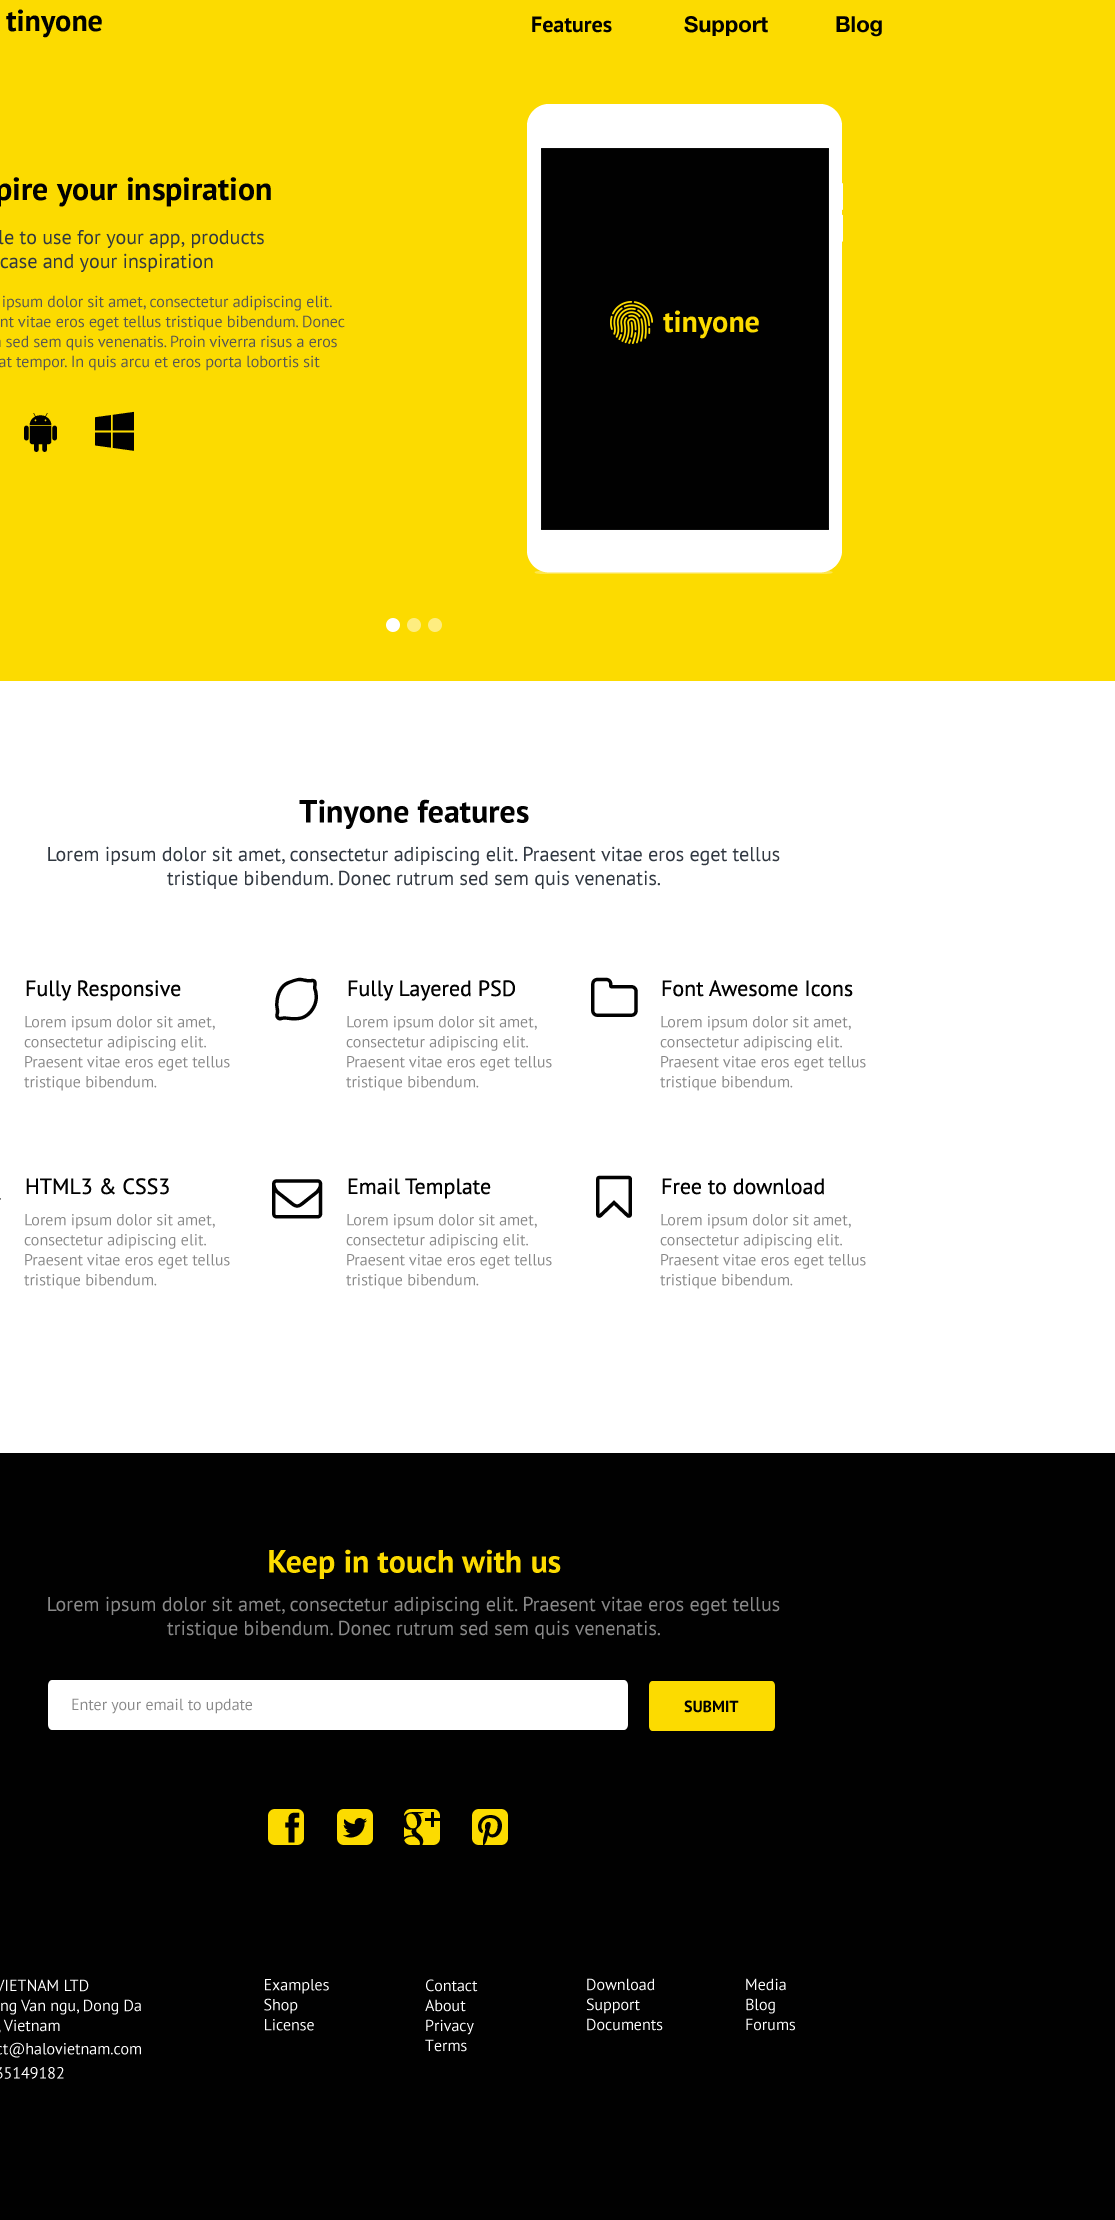 tinyone
Features
Support
Blog
your inspiration
to use for your app, products
and your inspiration
ipsum dolor sit amet, consectetur adipiscing elit.
vitae eros eget tellus tristique bibendum. Donec
sed sem quis venenatis. Proin viverra risus a eros
tempor. In quis arcu et eros porta lobortis sit
tinyone
Tinyone features
Lorem ipsum dolor sit amet, consectetur adipiscing elit. Praesent vitae eros eget tellus
tristique bibendum. Donec rutrum sed sem quis venenatis.
Fully Responsive
Lorem ipsum dolor sit amet,
consectetur adipiscing elit.
Praesent vitae eros eget tellus
tristique bibendum.
Fully Layered PSD
Lorem ipsum dolor sit amet,
consectetur adipiscing elit.
Praesent vitae eros eget tellus
tristique bibendum.
Font Awesome Icons
Lorem ipsum dolor sit amet,
consectetur adipiscing elit.
Praesent vitae eros eget tellus
tristique bibendum.
HTML3 & CSS3
Lorem ipsum dolor sit amet,
consectetur adipiscing elit.
Praesent vitae eros eget tellus
tristique bibendum.
Email Template
Lorem ipsum dolor sit amet,
consectetur adipiscing elit.
Praesent vitae eros eget tellus
tristique bibendum.
Free to download
Lorem ipsum dolor sit amet,
consectetur adipiscing elit.
Praesent vitae eros eget tellus
tristique bibendum.
Keep in touch with us
Lorem ipsum dolor sit amet, consectetur adipiscing elit. Praesent vitae eros eget tellus
tristique bibendum. Donec rutrum sed sem quis venenatis.
Enter your email to update
SUBMIT
VIETNAM LTD
ng Van ngu, Dong Da
, Vietnam
ct@halovietnam.com
35149182
Examples
Shop
License
Contact
About
Privacy
Terms
Download
Support
Documents
Media
Blog
Forums